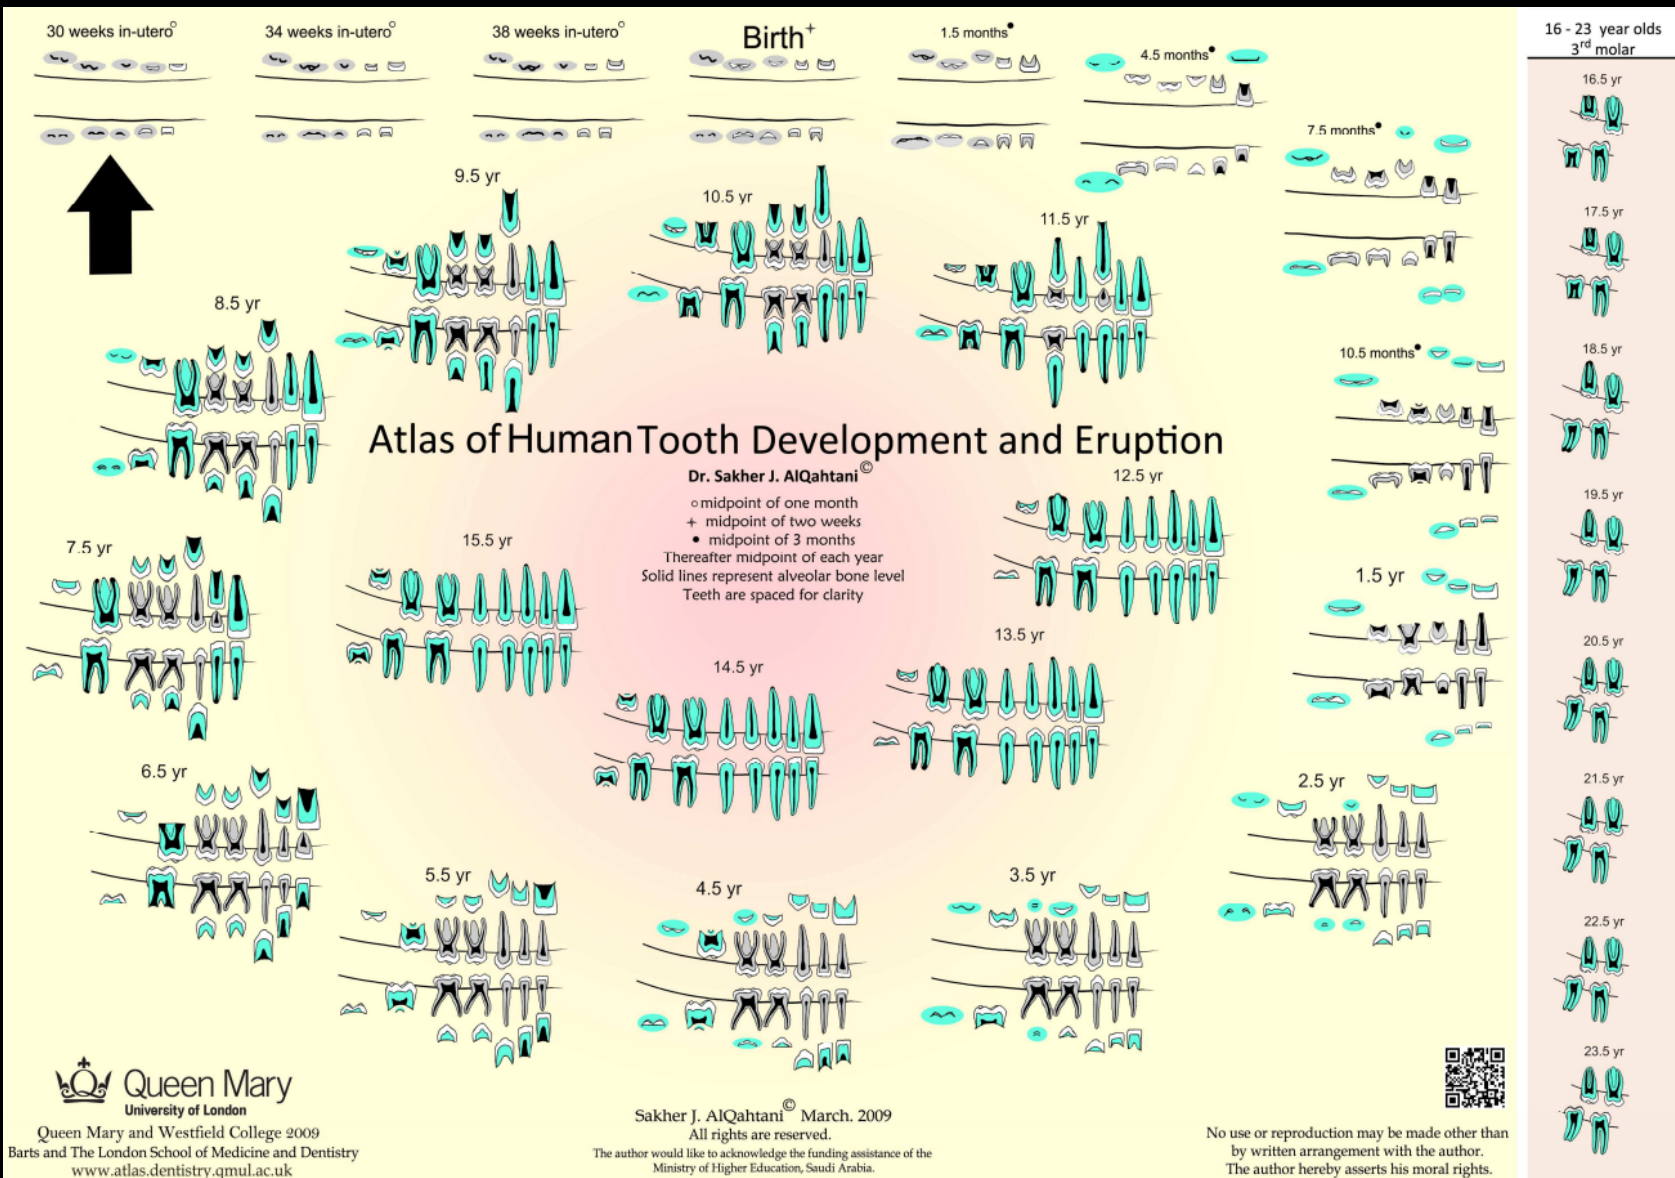 30 weeks in-utero○
34 weeks in-utero○
38 weeks in-utero○
Birth+
1.5 months●
4.5 months●
16 - 23 year olds
3rd molar
16.5 yr
7.5 months●
9.5 yr
10.5 yr
11.5 yr
17.5 yr
8.5 yr
10.5 months●
18.5 yr
Atlas of Human Tooth Development and Eruption
Dr. Sakher J. AlQahtani©
○ midpoint of one month
+ midpoint of two weeks
● midpoint of 3 months
Thereafter midpoint of each year
Solid lines represent alveolar bone level
Teeth are spaced for clarity
12.5 yr
19.5 yr
7.5 yr
15.5 yr
1.5 yr
13.5 yr
20.5 yr
14.5 yr
6.5 yr
2.5 yr
21.5 yr
5.5 yr
4.5 yr
3.5 yr
22.5 yr
23.5 yr
Queen Mary
University of London
Queen Mary and Westfield College 2009
Barts and The London School of Medicine and Dentistry
www.atlas.dentistry.qmul.ac.uk
Sakher J. AlQahtani© March. 2009
All rights are reserved.
The author would like to acknowledge the funding assistance of the
Ministry of Higher Education, Saudi Arabia.
No use or reproduction may be made other than
by written arrangement with the author.
The author hereby asserts his moral rights.